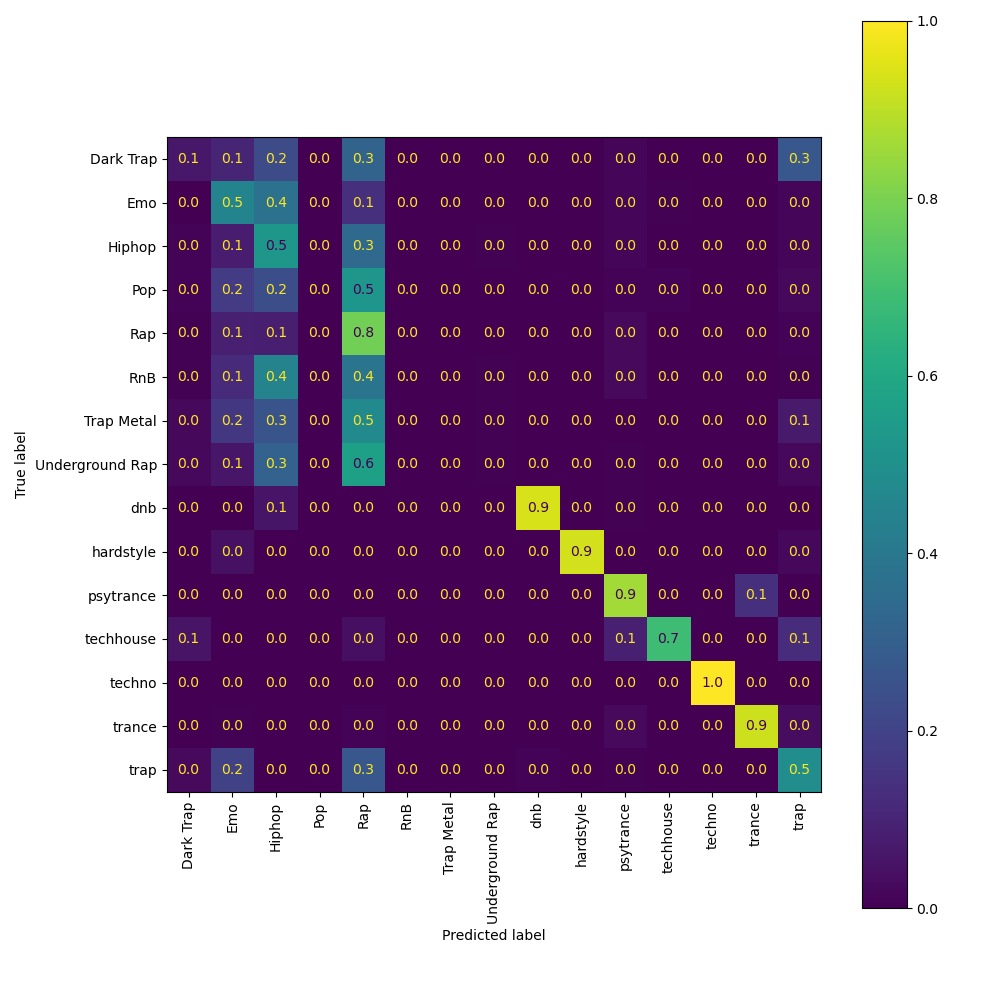 Dark Trap 0.1 0.1 0.2 0.0 0.3 0.0 0.0 0.0 0.0 0.0 0.0 0.0 0.0 0.0 0.3
Emo 0.0 0.5 0.4 0.0 0.1 0.0 0.0 0.0 0.0 0.0 0.0 0.0 0.0 0.0 0.0
Hiphop 0.0 0.1 0.5 0.0 0.3 0.0 0.0 0.0 0.0 0.0 0.0 0.0 0.0 0.0 0.0
Pop 0.0 0.2 0.2 0.0 0.5 0.0 0.0 0.0 0.0 0.0 0.0 0.0 0.0 0.0 0.0
Rap 0.0 0.1 0.1 0.0 0.8 0.0 0.0 0.0 0.0 0.0 0.0 0.0 0.0 0.0 0.0
RnB 0.0 0.1 0.4 0.0 0.4 0.0 0.0 0.0 0.0 0.0 0.0 0.0 0.0 0.0 0.0
Trap Metal 0.0 0.2 0.3 0.0 0.5 0.0 0.0 0.0 0.0 0.0 0.0 0.0 0.0 0.0 0.1
Underground Rap 0.0 0.1 0.3 0.0 0.6 0.0 0.0 0.0 0.0 0.0 0.0 0.0 0.0 0.0 0.0
dnb 0.0 0.0 0.1 0.0 0.0 0.0 0.0 0.0 0.9 0.0 0.0 0.0 0.0 0.0 0.0
hardstyle 0.0 0.0 0.0 0.0 0.0 0.0 0.0 0.0 0.0 0.9 0.0 0.0 0.0 0.0 0.0
psytrance 0.0 0.0 0.0 0.0 0.0 0.0 0.0 0.0 0.0 0.0 0.9 0.0 0.0 0.1 0.0
techhouse 0.1 0.0 0.0 0.0 0.0 0.0 0.0 0.0 0.0 0.0 0.1 0.7 0.0 0.0 0.1
techno 0.0 0.0 0.0 0.0 0.0 0.0 0.0 0.0 0.0 0.0 0.0 0.0 1.0 0.0 0.0
trance 0.0 0.0 0.0 0.0 0.0 0.0 0.0 0.0 0.0 0.0 0.0 0.0 0.0 0.9 0.0
trap 0.0 0.2 0.0 0.0 0.3 0.0 0.0 0.0 0.0 0.0 0.0 0.0 0.0 0.0 0.5
True label
Dark Trap
Emo
Hiphop
Pop
Rap
RnB
Trap Metal
Underground Rap
dnb
hardstyle
psytrance
techhouse
techno
trance
trap
Predicted label
1.0
0.8
0.6
0.4
0.2
0.0